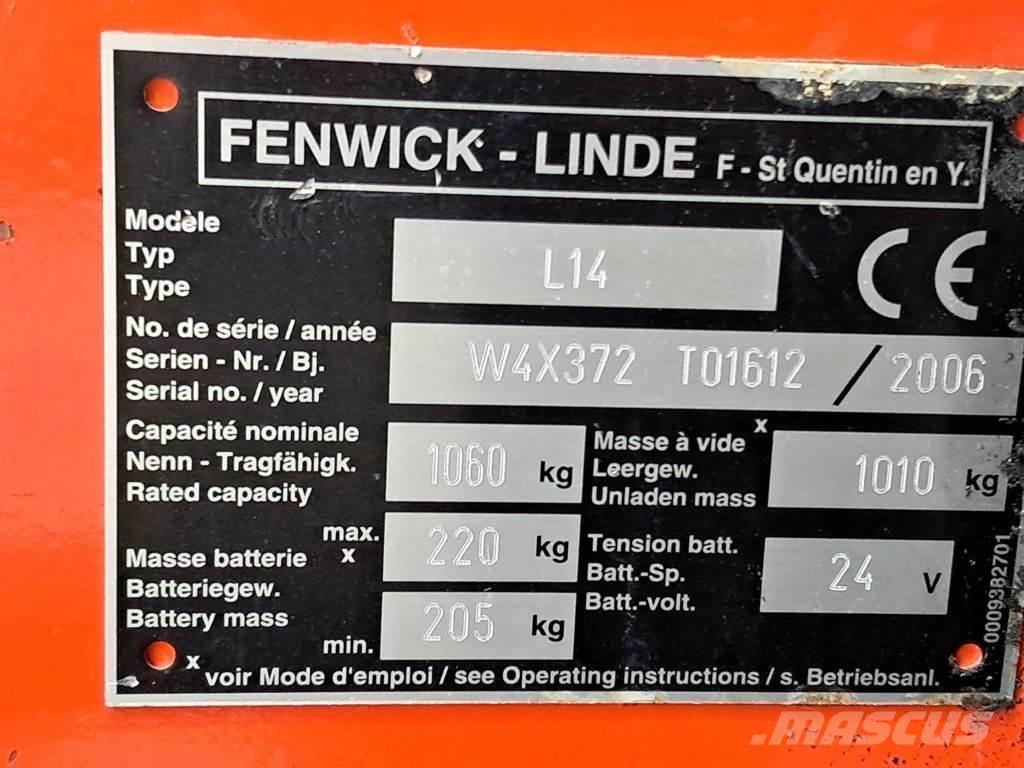 FENWICK - LINDE F - St Quentin en Y.
Modèle
Typ
Type
L14
CE
No. de série / année
Serien - Nr. / Bj.
Serial no. / year
W4X372 T01612 / 2006
Capacité nominale
Nenn - Tragfähigk.
Rated capacity
1060 kg
Masse à vide x
Leergew.
Unladen mass
1010 kg
Masse batterie x
Batteriegew.
Battery mass
max.
220 kg
min.
205 kg
Tension batt.
Batt.-Sp.
Batt.-volt.
24 V
0009382701
x voir Mode d'emploi / see Operating instructions / s. Betriebsanl.
MASCUS